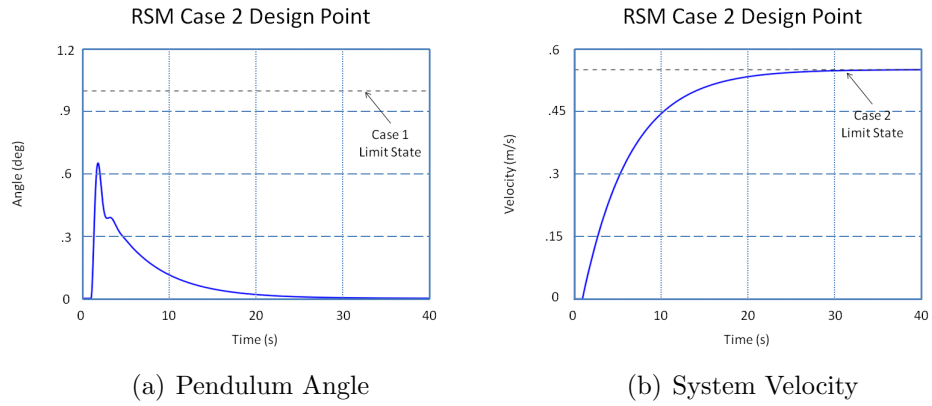 RSM Case 2 Design Point
1.2
.9
.6
.3
0
Angle (deg)
Case 1
Limit State
0
10
20
30
40
Time (s)
(a) Pendulum Angle
RSM Case 2 Design Point
.6
.45
.3
.15
0
Velocity (m/s)
Case 2
Limit State
0
10
20
30
40
Time (s)
(b) System Velocity